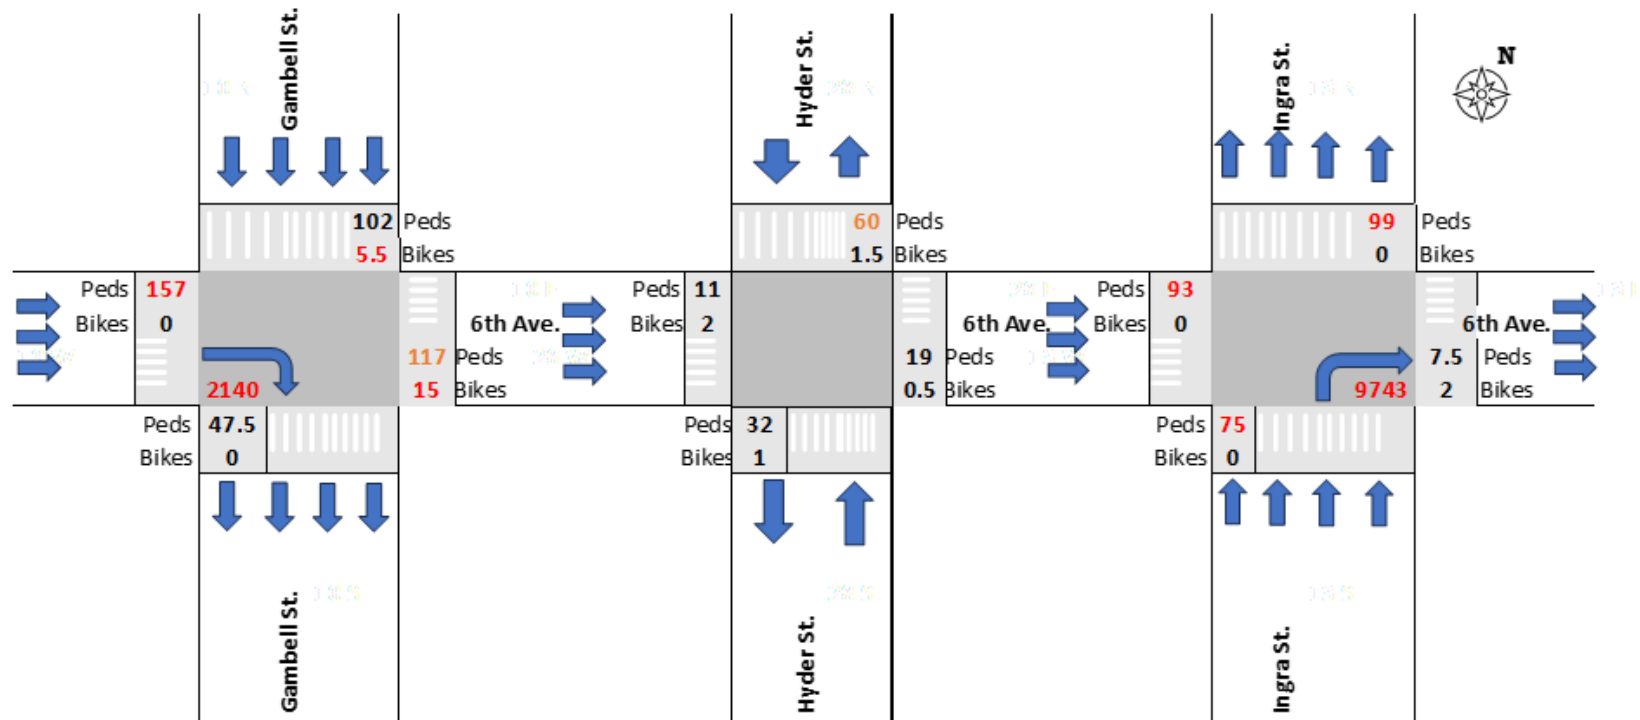 Gambell St.
Hyder St.
Ingra St.
N
102 Peds
5.5 Bikes
60 Peds
1.5 Bikes
99 Peds
0 Bikes
Peds 157
Bikes 0
6th Ave.
117 Peds
15 Bikes
2140
Peds 11
Bikes 2
6th Ave.
19 Peds
0.5 Bikes
Peds 93
Bikes 0
6th Ave.
7.5 Peds
2 Bikes
9743
Peds 47.5
Bikes 0
Peds 32
Bikes 1
Peds 75
Bikes 0
Gambell St.
Hyder St.
Ingra St.